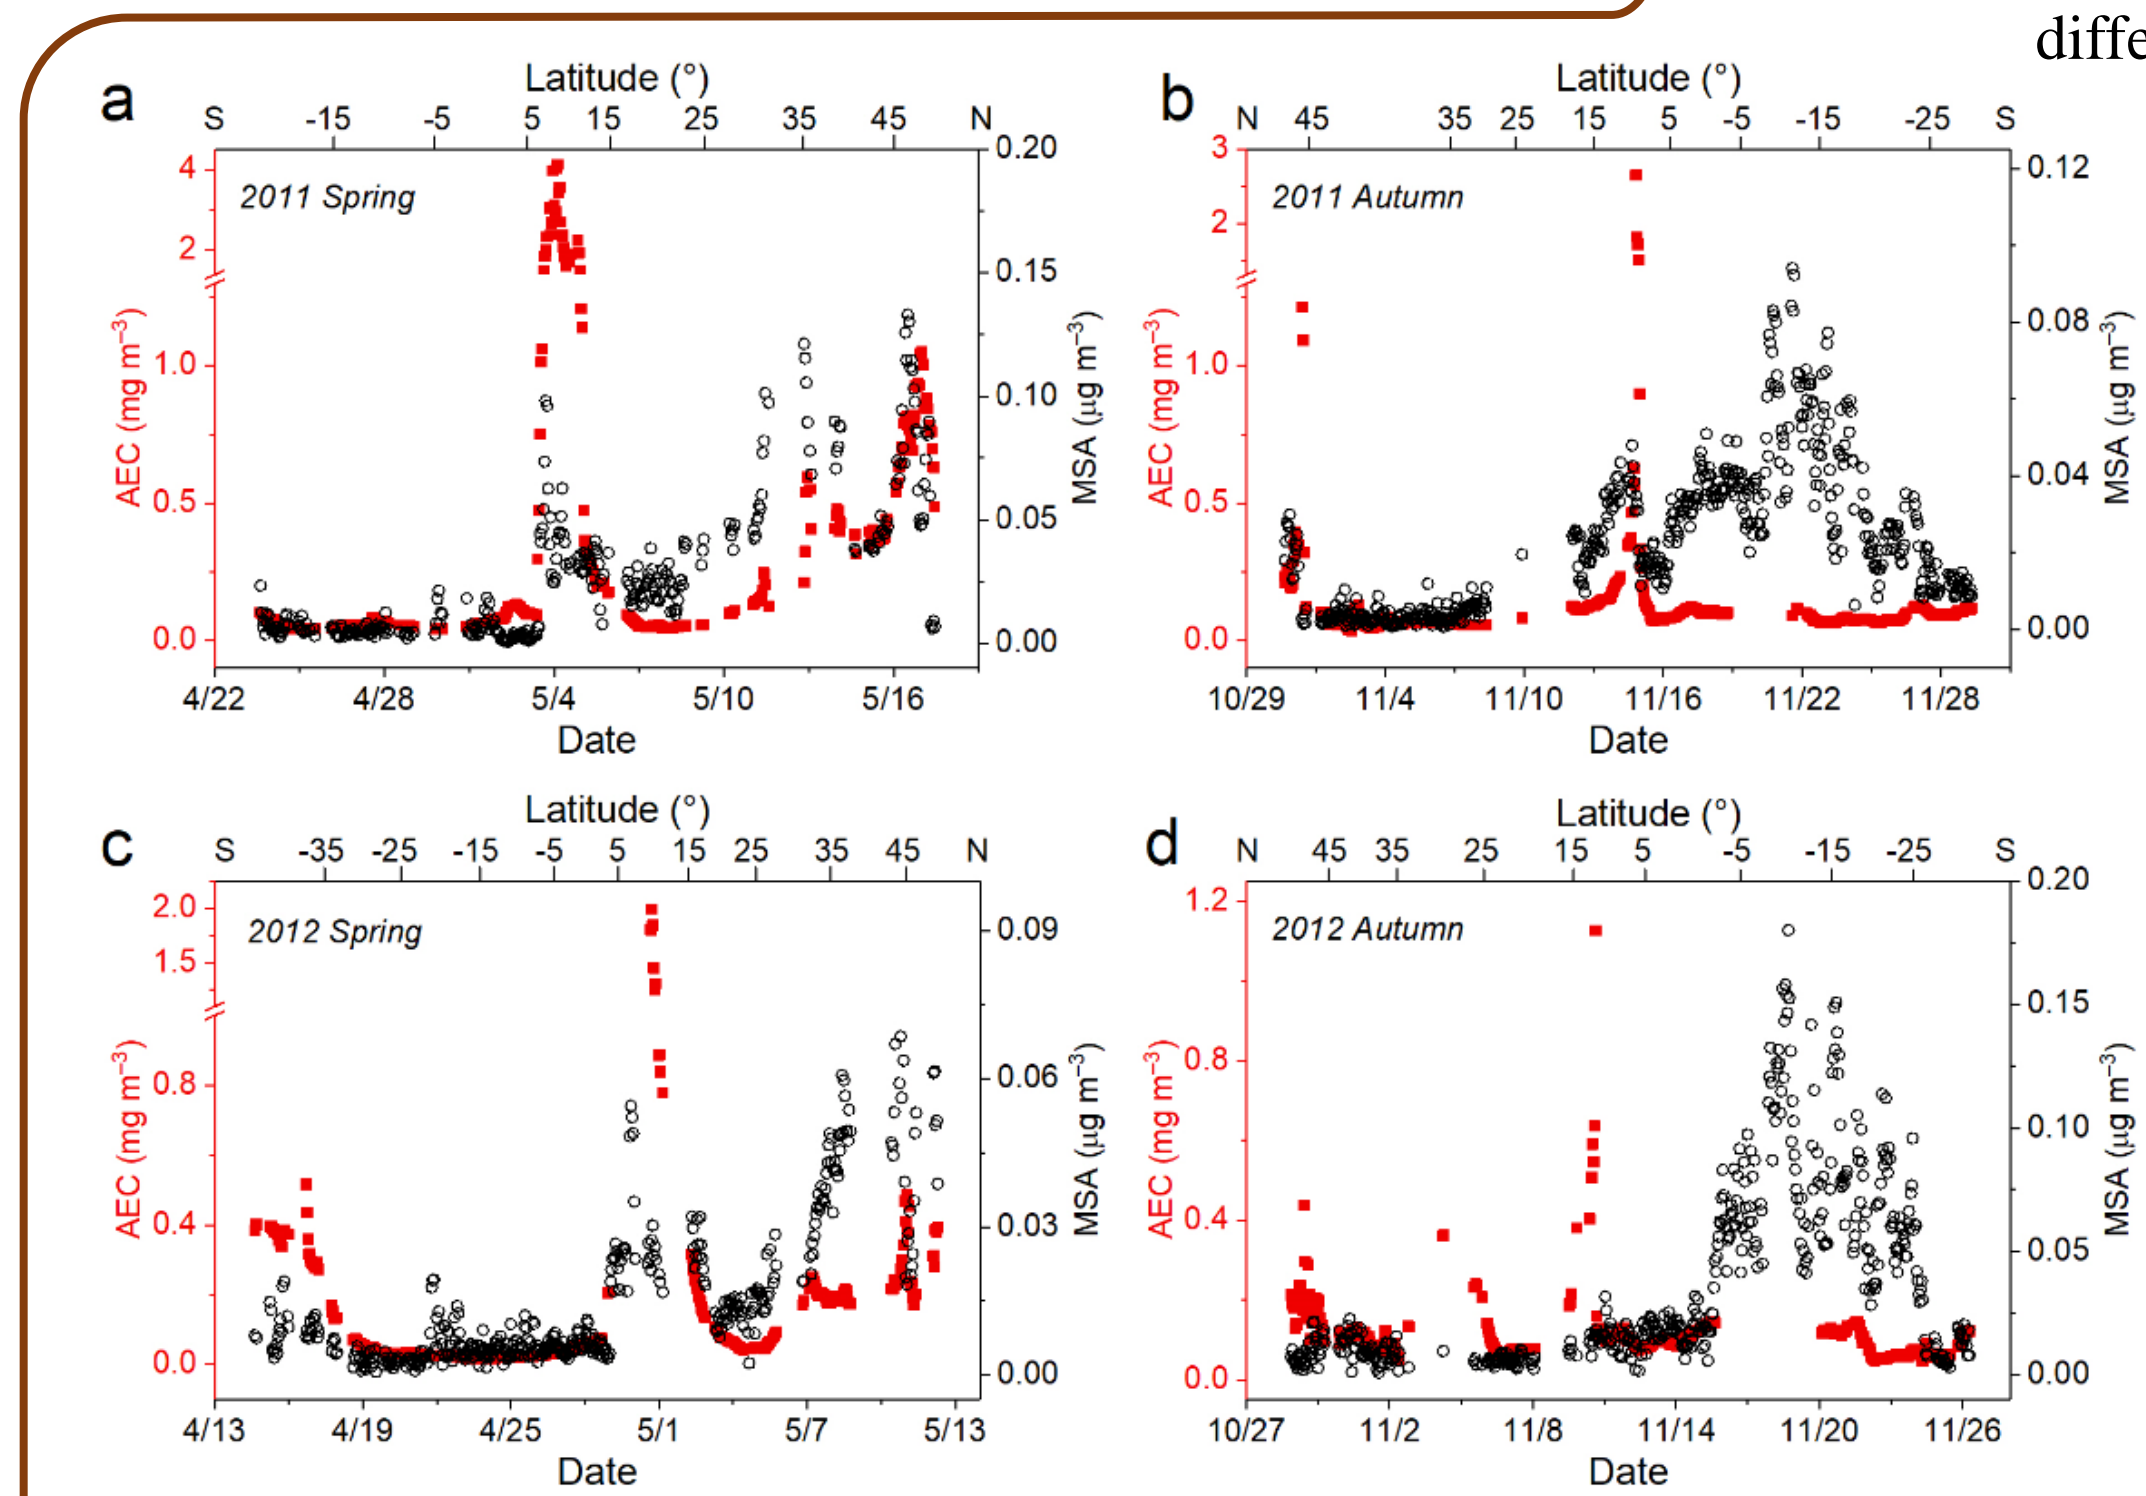 diffe
a
Latitude (°)
S -15 -5 5 15 25 35 45 N
2011 Spring
AEC (mg m⁻³)
4
2
1.0
0.5
0.0
0.20
0.15
0.10
0.05
0.00
MSA (µg m⁻³)
4/22 4/28 5/4 5/10 5/16
Date
b
Latitude (°)
N 45 35 25 15 5 -5 -15 -25 S
2011 Autumn
AEC (mg m⁻³)
3
2
1.0
0.5
0.0
0.12
0.08
0.04
0.00
MSA (µg m⁻³)
10/29 11/4 11/10 11/16 11/22 11/28
Date
c
Latitude (°)
S -35 -25 -15 -5 5 15 25 35 45 N
2012 Spring
AEC (mg m⁻³)
2.0
1.5
0.8
0.4
0.0
0.09
0.06
0.03
0.00
MSA (µg m⁻³)
4/13 4/19 4/25 5/1 5/7 5/13
Date
d
Latitude (°)
N 45 35 25 15 5 -5 -15 -25 S
2012 Autumn
AEC (mg m⁻³)
1.2
0.8
0.4
0.0
0.20
0.15
0.10
0.05
0.00
MSA (µg m⁻³)
10/27 11/2 11/8 11/14 11/20 11/26
Date